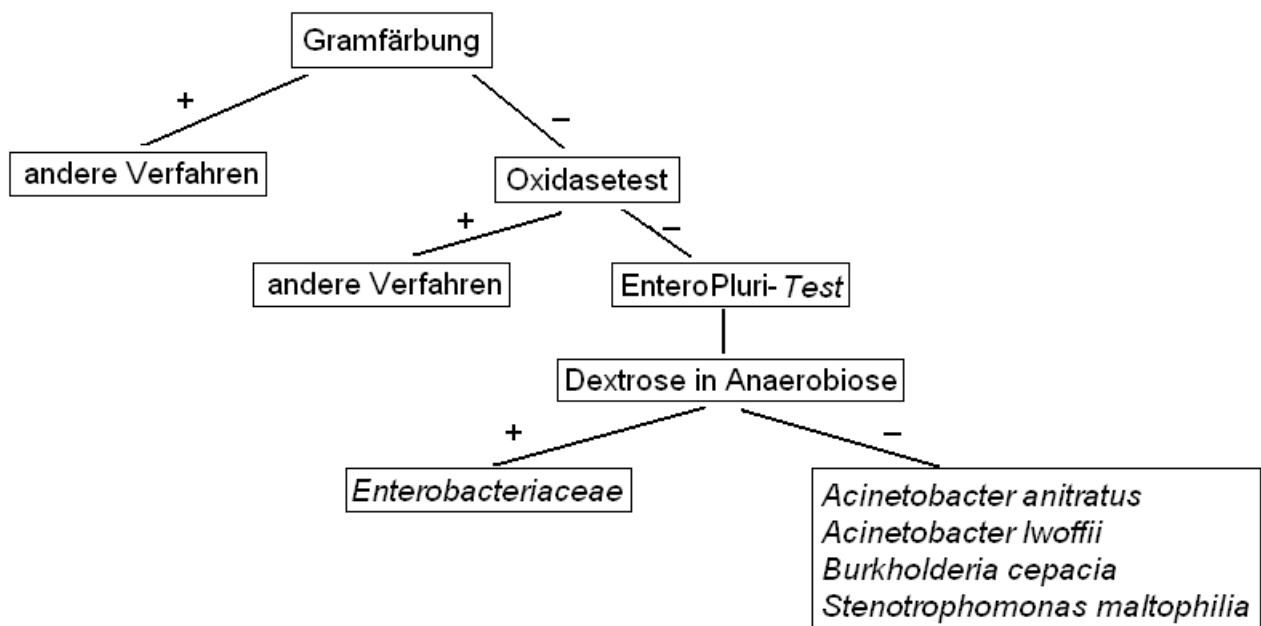 Gramfärbung
+
–
andere Verfahren
Oxidasetest
+
–
andere Verfahren
EnteroPluri- Test
Dextrose in Anaerobiose
+
–
Enterobacteriaceae
Acinetobacter anitratus
Acinetobacter lwoffii
Burkholderia cepacia
Stenotrophomonas maltophilia